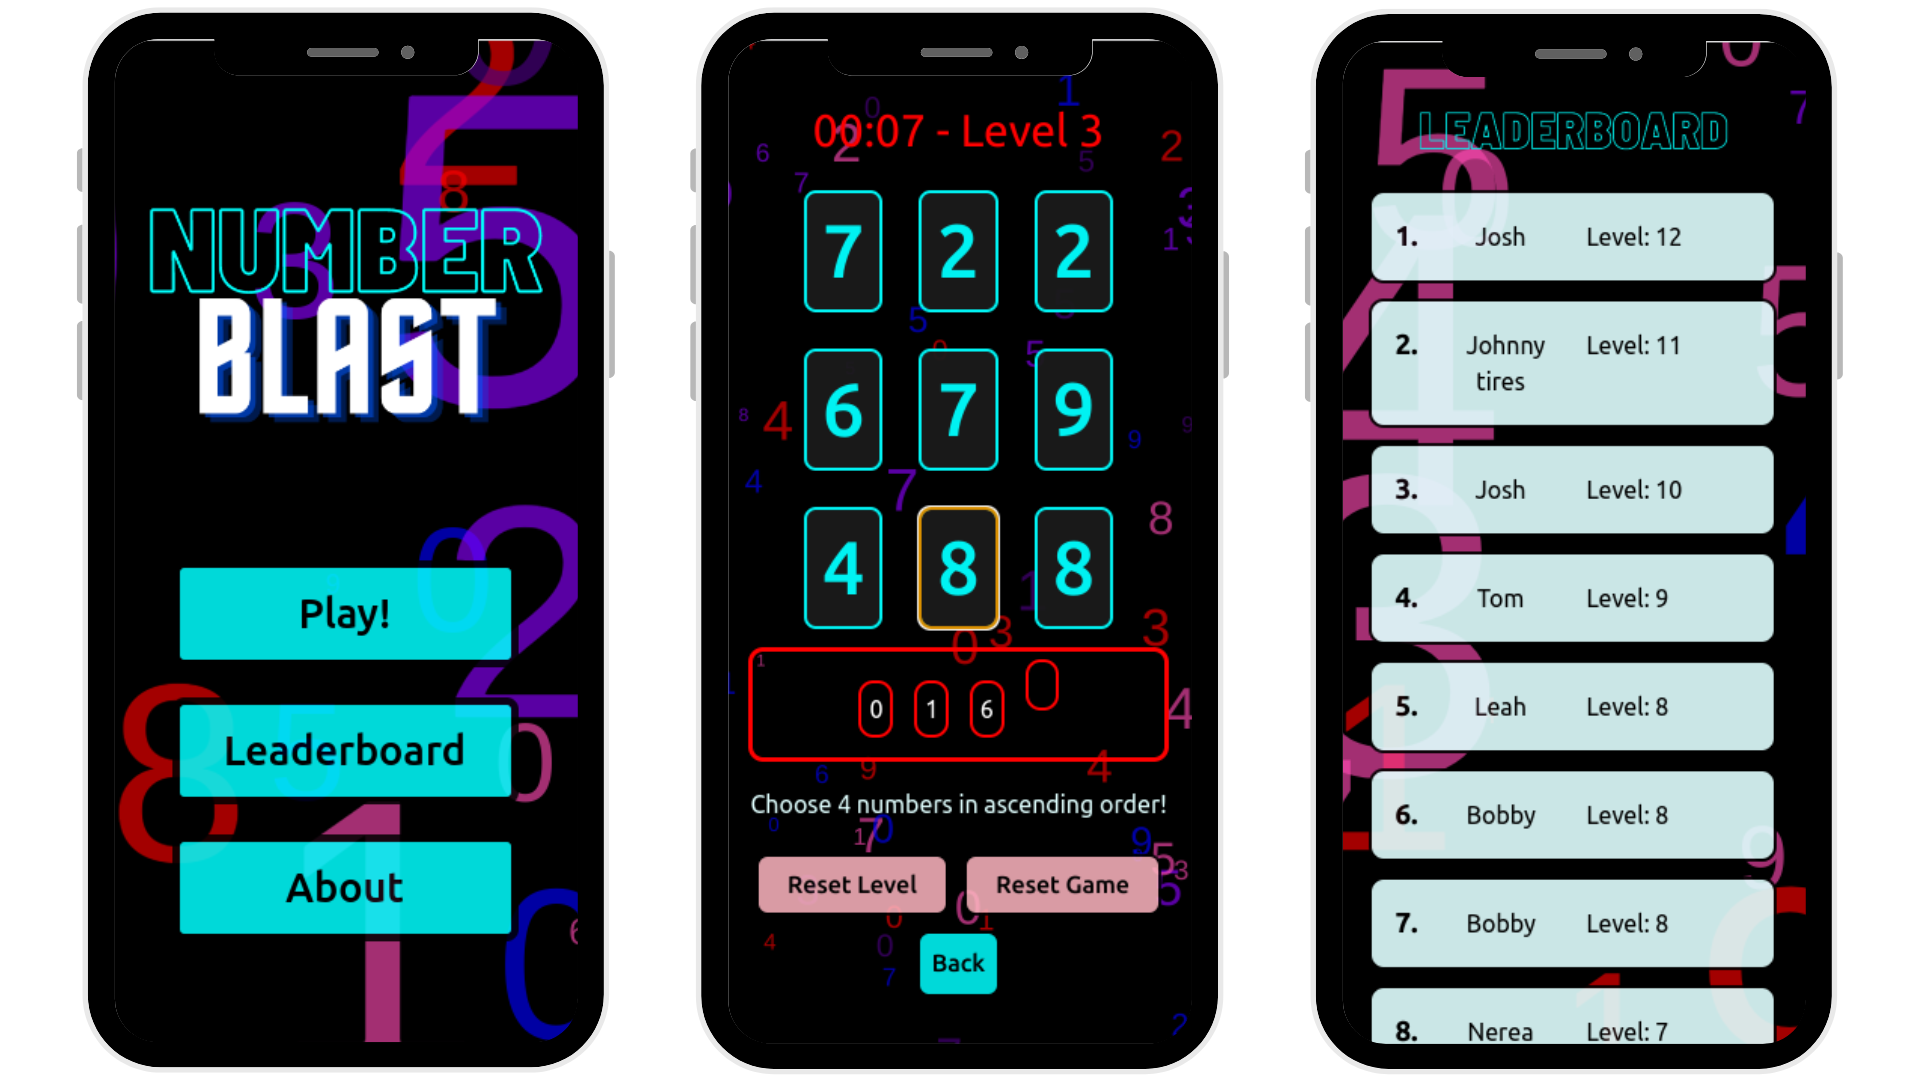 NUMBER
BLAST
Play!
Leaderboard
About
00:07 - Level 3
7 2 2
6 7 9
4 8 8
0 1 6
Choose 4 numbers in ascending order!
Reset Level Reset Game
Back
LEADERBOARD
1. Josh Level: 12
2. Johnny tires Level: 11
3. Josh Level: 10
4. Tom Level: 9
5. Leah Level: 8
6. Bobby Level: 8
7. Bobby Level: 8
8. Nerea Level: 7